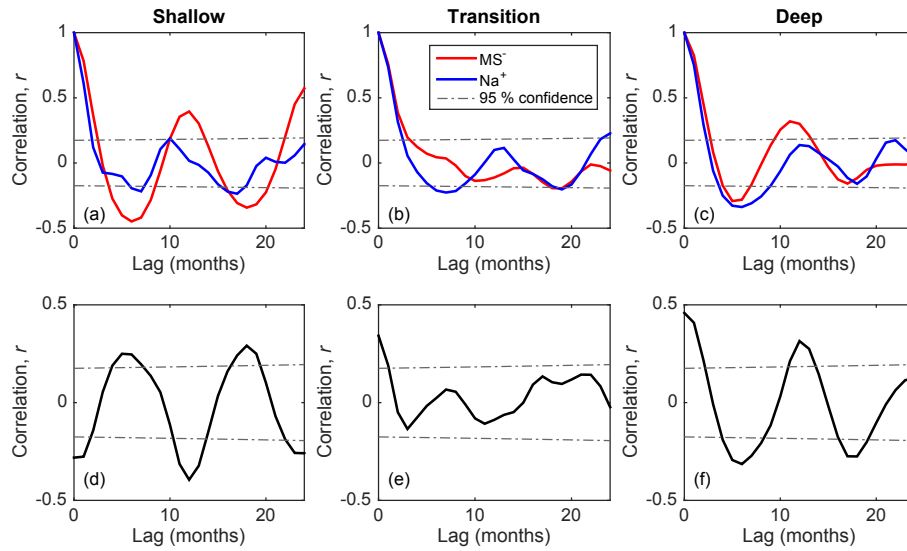 Shallow
Transition
Deep
1
0.5
0
-0.5
Correlation, r
(a)
0
10
20
Lag (months)
1
0.5
0
-0.5
Correlation, r
MS-
Na+
95 % confidence
(b)
0
10
20
Lag (months)
1
0.5
0
-0.5
Correlation, r
(c)
0
10
20
Lag (months)
0.5
0
-0.5
Correlation, r
(d)
0
10
20
Lag (months)
0.5
0
-0.5
Correlation, r
(e)
0
10
20
Lag (months)
0.5
0
-0.5
Correlation, r
(f)
0
10
20
Lag (months)